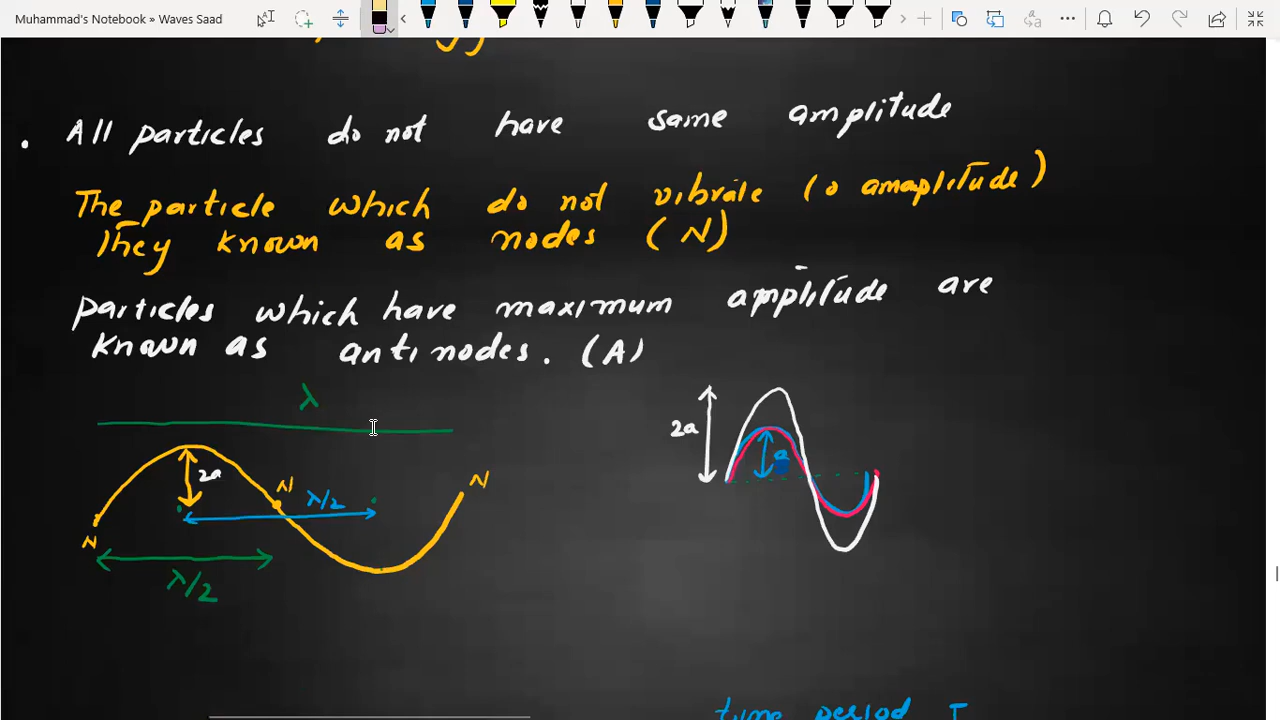 Muhammad's Notebook » Waves Saad
. All particles do not have same amplitude
The particle which do not vibrate (0 amaplitude)
They known as nodes (N)
particles which have maximum amplitude are
known as antinodes. (A)
λ
2a
2a
a
N
N
λ/2
N
λ/2
time period T